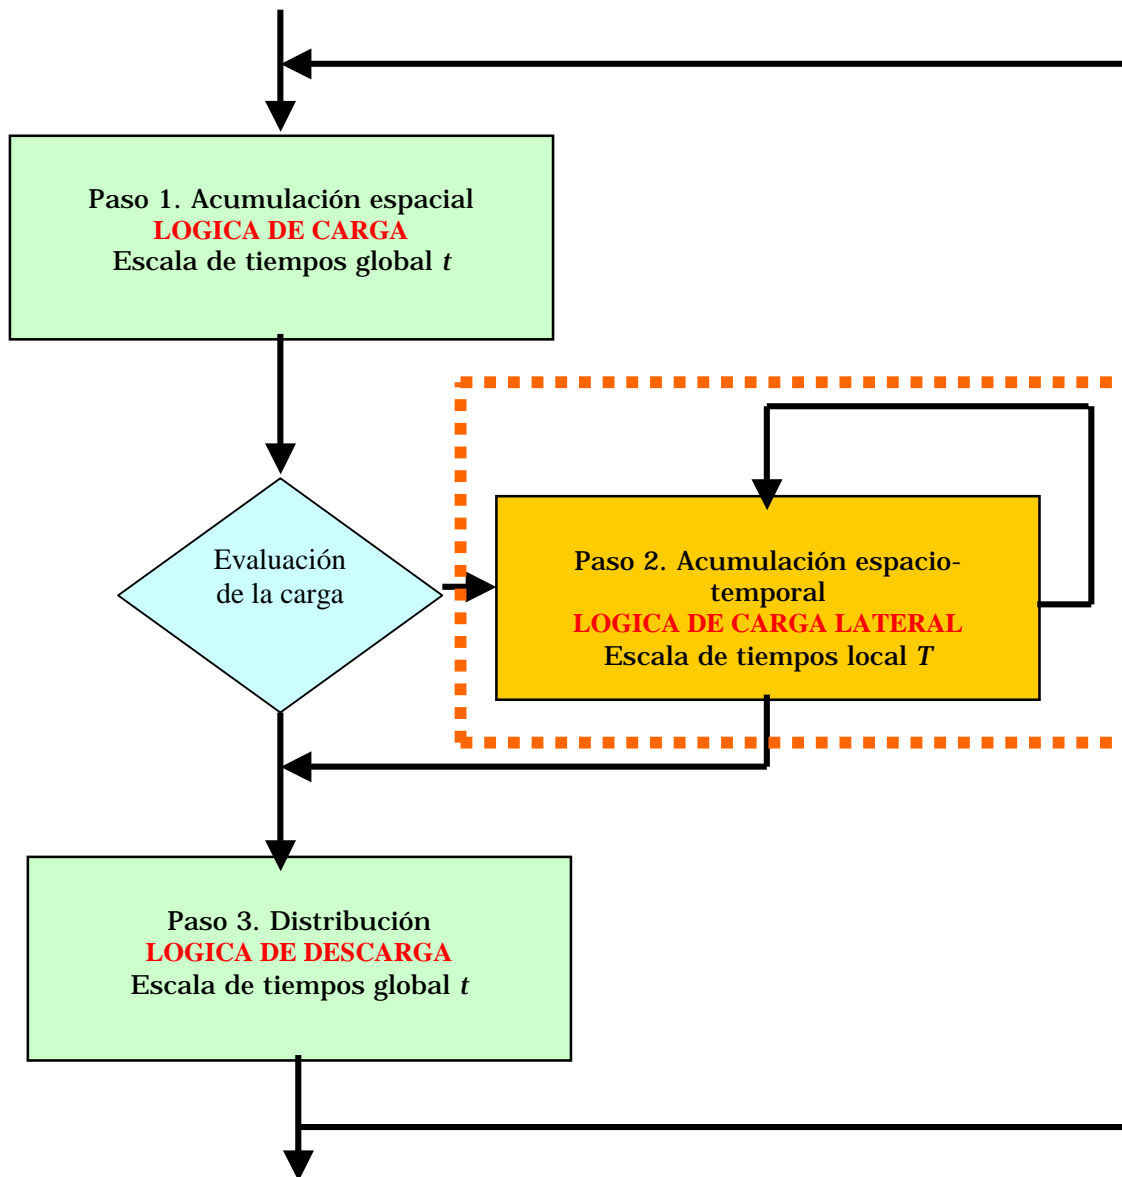 Paso 1. Acumulación espacial
LOGICA DE CARGA
Escala de tiempos global t
Evaluación
de la carga
Paso 2. Acumulación espacio-
temporal
LOGICA DE CARGA LATERAL
Escala de tiempos local T
Paso 3. Distribución
LOGICA DE DESCARGA
Escala de tiempos global t